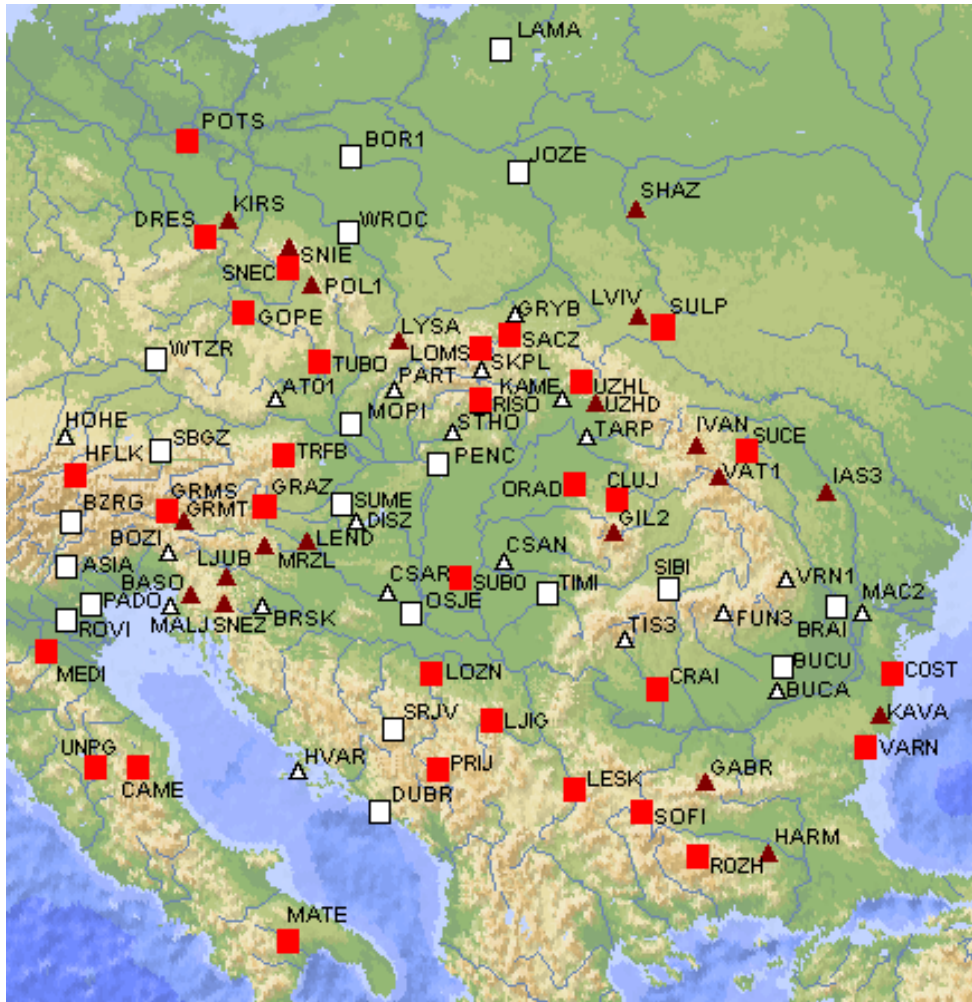 LAMA
POTS
BOR1
JOZE
SHAZ
KIRS
DRES
WROC
SNIE
SNEC
POL1
LVIV
SULP
GRYB
GOPE
LYSA
SACZ
LOMS
WTZR
TUBO
SKPL
PART
KAME
UZHL
AT01
RISO
UZHD
MOPI
HOHE
STHO
TARP
IVAN
SUCE
SBGZ
TRFB
PENC
HFLK
VAT1
IAS3
ORAD
CLUJ
GRMS
GRAZ
BZRG
SUME
GRMT
DISZ
GIL2
BOZI
LJUB
LEND
MRZL
CSAN
ASIA
BASO
CSAR
SUBO
TIMI
SIBI
VRN1
MAC2
PADO
MALJ
SNEZ
BRSK
OSJE
FUN3
BRAI
ROVI
TIS3
MEDI
LOZN
CRAI
BUCU
COST
BUCA
SRJV
LJIG
KAVA
UNPG
CAME
HVAR
PRIJ
LESK
GABR
VARN
DUBR
SOFI
HARM
ROZH
MATE